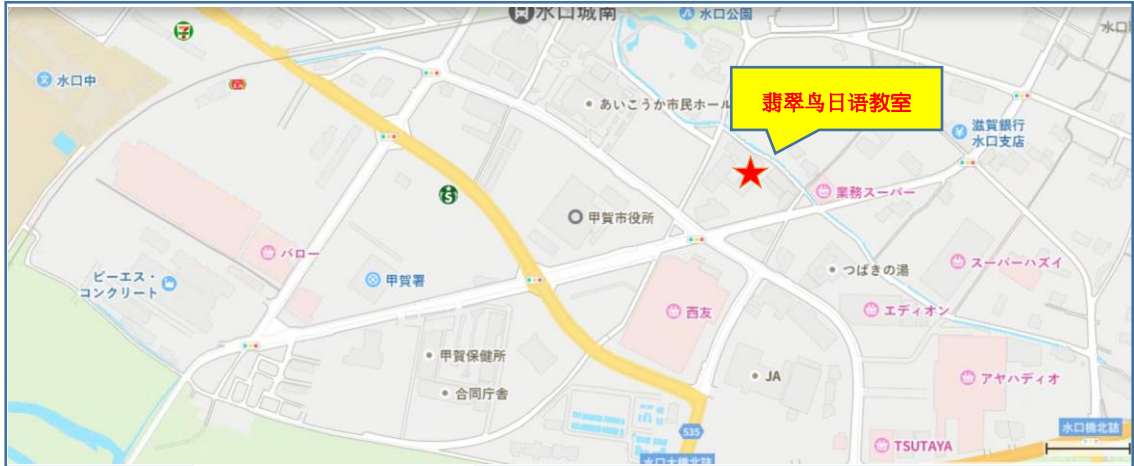 水口城南
水口公園
水口
7
水口中
あいこうか市民ホール
翡翠鸟日语教室
滋賀銀行
水口支店
業務スーパー
S
甲賀市役所
バロー
つばきの湯
スーパーハズイ
ピーエス・
コンクリート
甲賀署
西友
エディオン
甲賀保健所
合同庁舎
JA
アヤハディオ
535
TSUTAYA
水口橋北詰
水口大橋北詰